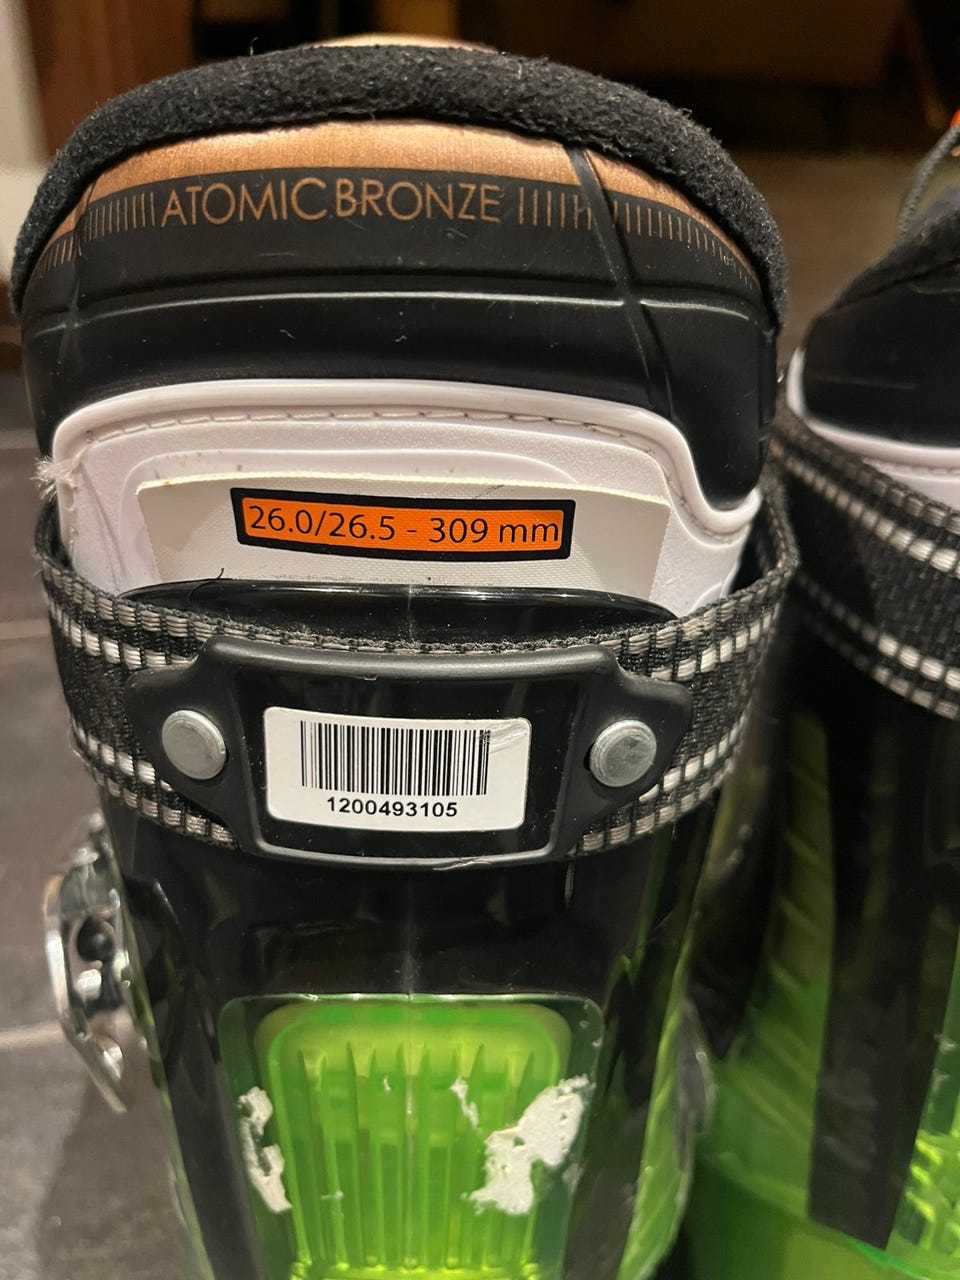 ATOMIC BRONZE
26.0/26.5 - 309 mm
1200493105